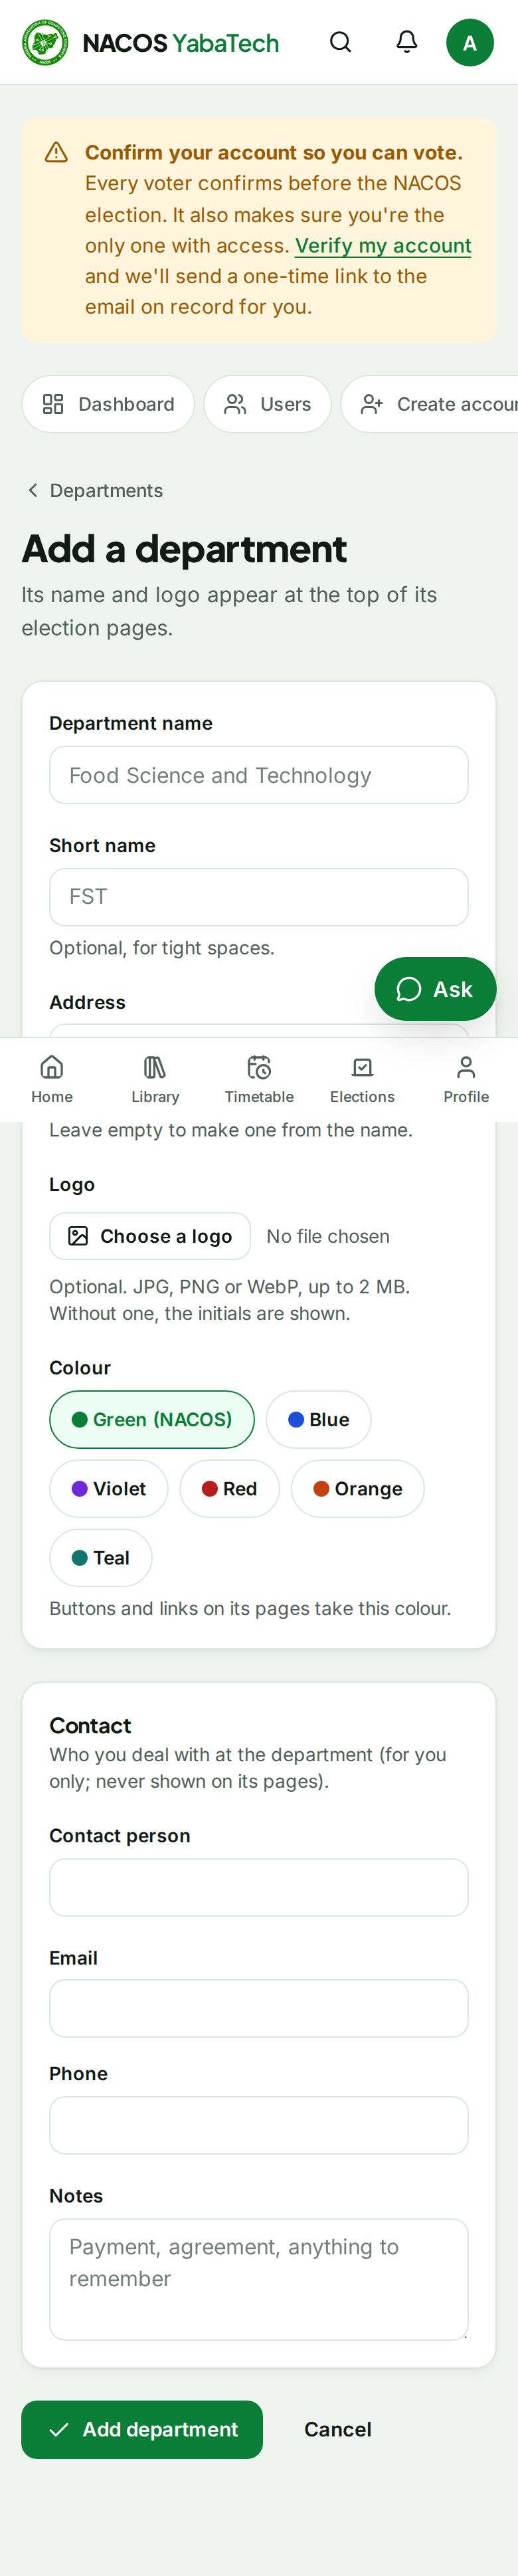 NACOS YabaTech
A
Confirm your account so you can vote.
Every voter confirms before the NACOS
election. It also makes sure you're the
only one with access. Verify my account
and we'll send a one-time link to the
email on record for you.
Dashboard
Users
Create accoun
Departments
Add a department
Its name and logo appear at the top of its
election pages.
Department name
Food Science and Technology
Short name
FST
Optional, for tight spaces.
Ask
Address
Home
Library
Timetable
Elections
Profile
Leave empty to make one from the name.
Logo
Choose a logo
No file chosen
Optional. JPG, PNG or WebP, up to 2 MB.
Without one, the initials are shown.
Colour
Green (NACOS)
Blue
Violet
Red
Orange
Teal
Buttons and links on its pages take this colour.
Contact
Who you deal with at the department (for you
only; never shown on its pages).
Contact person
Email
Phone
Notes
Payment, agreement, anything to
remember
Add department
Cancel